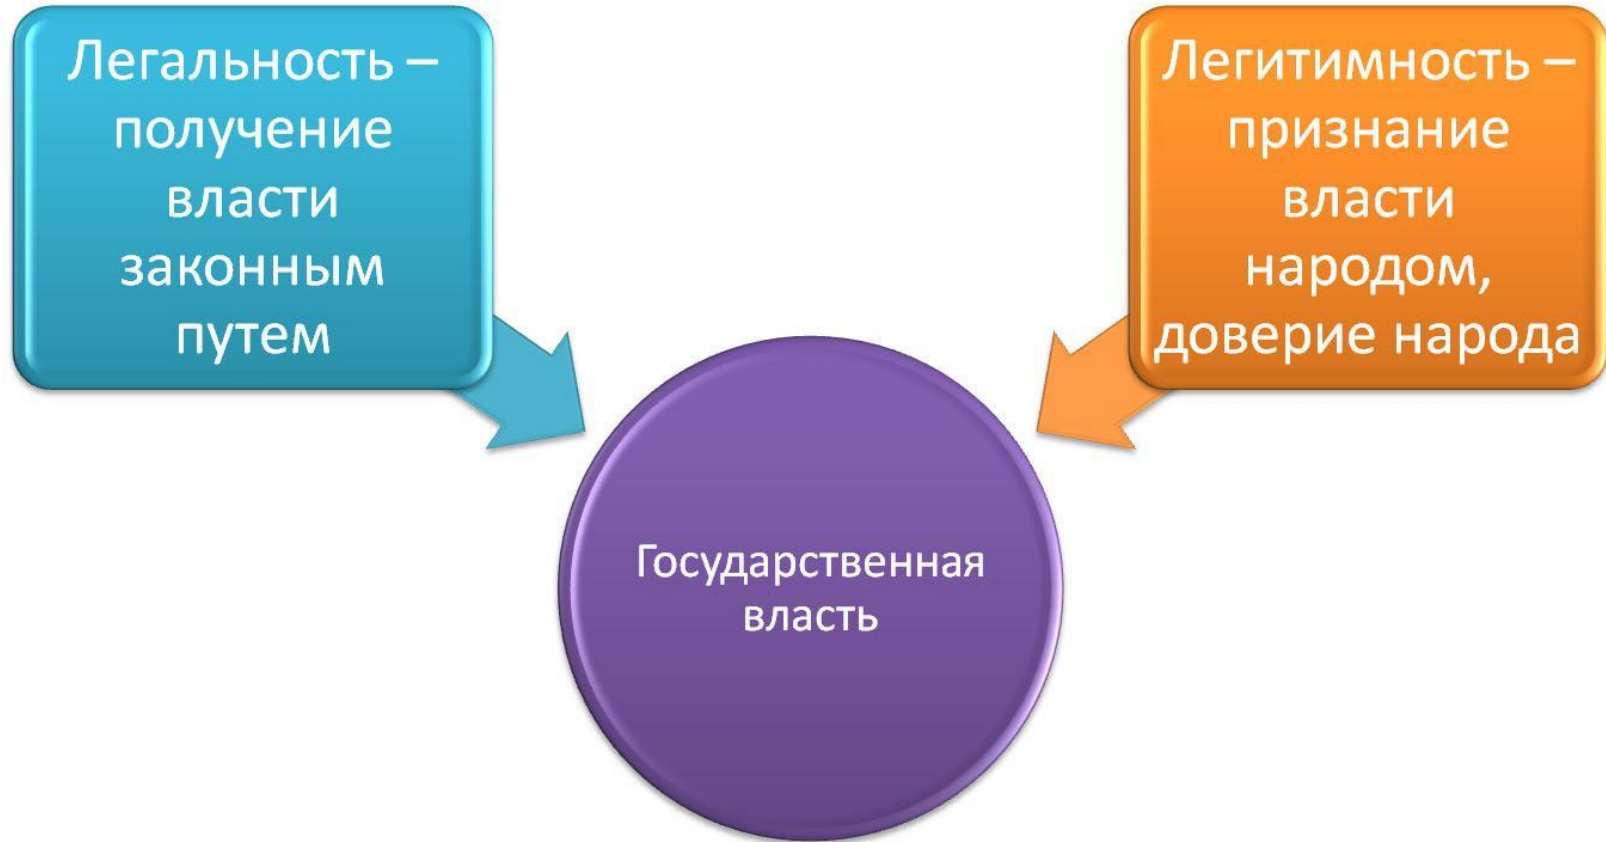 Легальность –
получение
власти
законным
путем
Легитимность –
признание
власти
народом,
доверие народа
Государственная
власть